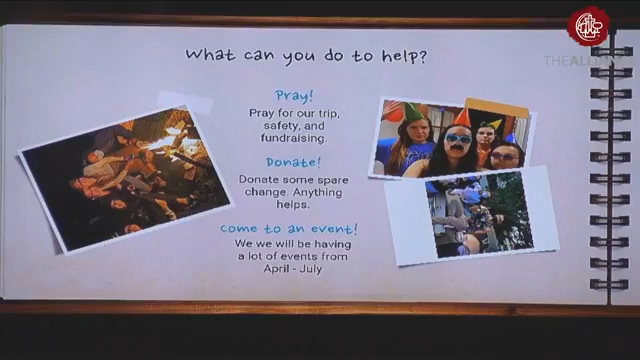 What can you do to help?
Pray!
Pray for our trip,
safety, and
fundraising.
Donate!
Donate some spare
change. Anything
helps.
come to an event!
We we will be having
a lot of events from
April - July